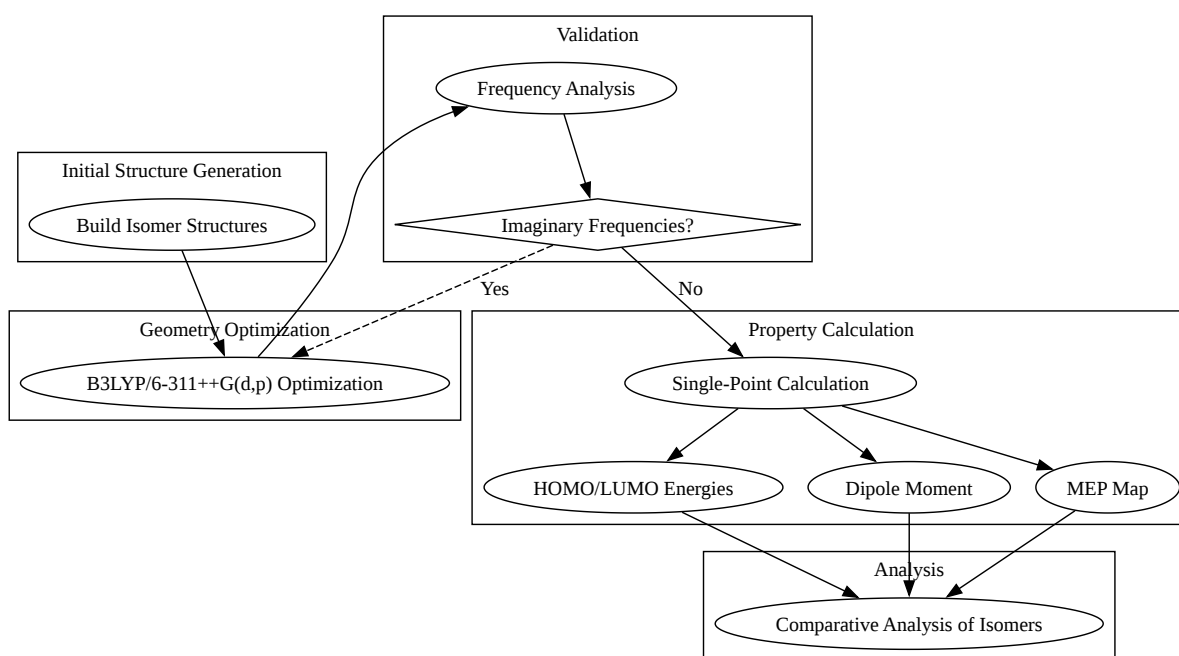 Validation
Frequency Analysis
Initial Structure Generation
Build Isomer Structures
Imaginary Frequencies?
Yes
No
Geometry Optimization
B3LYP/6-311++G(d,p) Optimization
Property Calculation
Single-Point Calculation
HOMO/LUMO Energies
Dipole Moment
MEP Map
Analysis
Comparative Analysis of Isomers